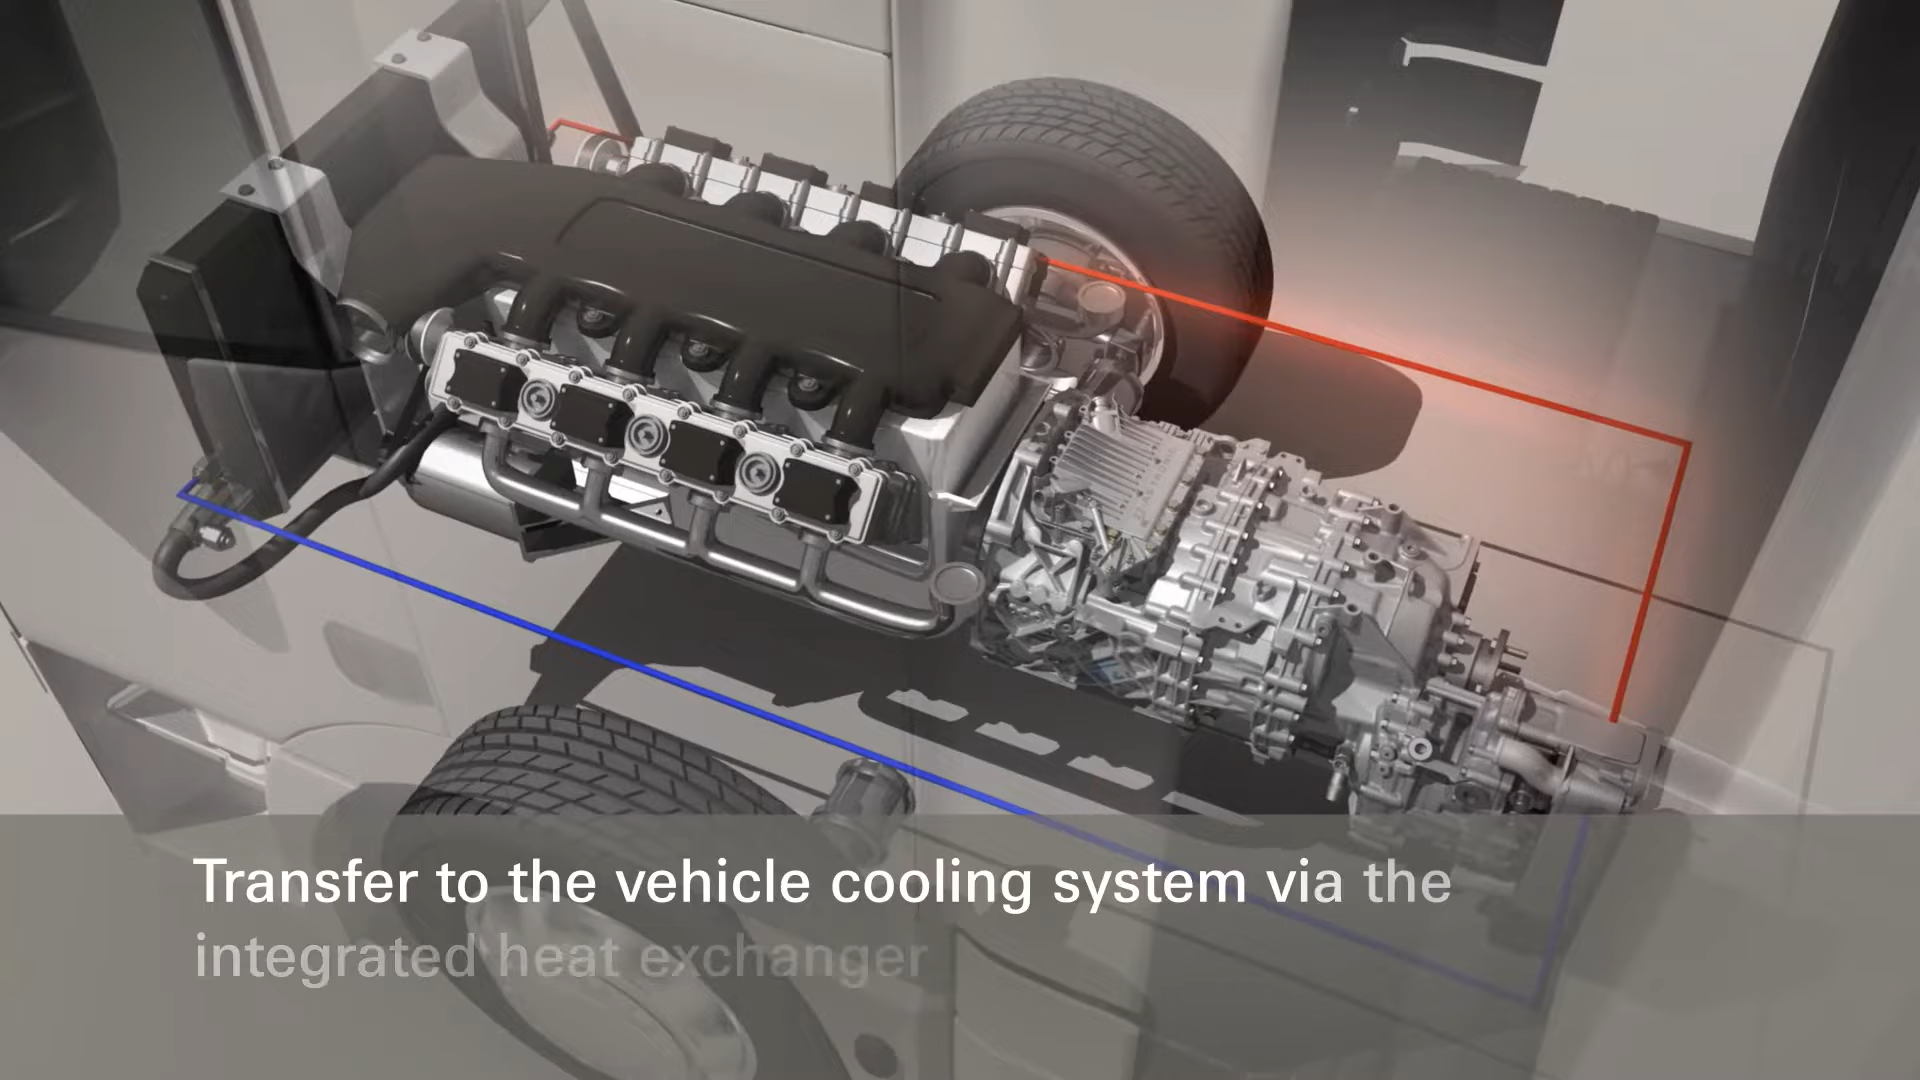 Transfer to the vehicle cooling system via the
integrated heat exchanger